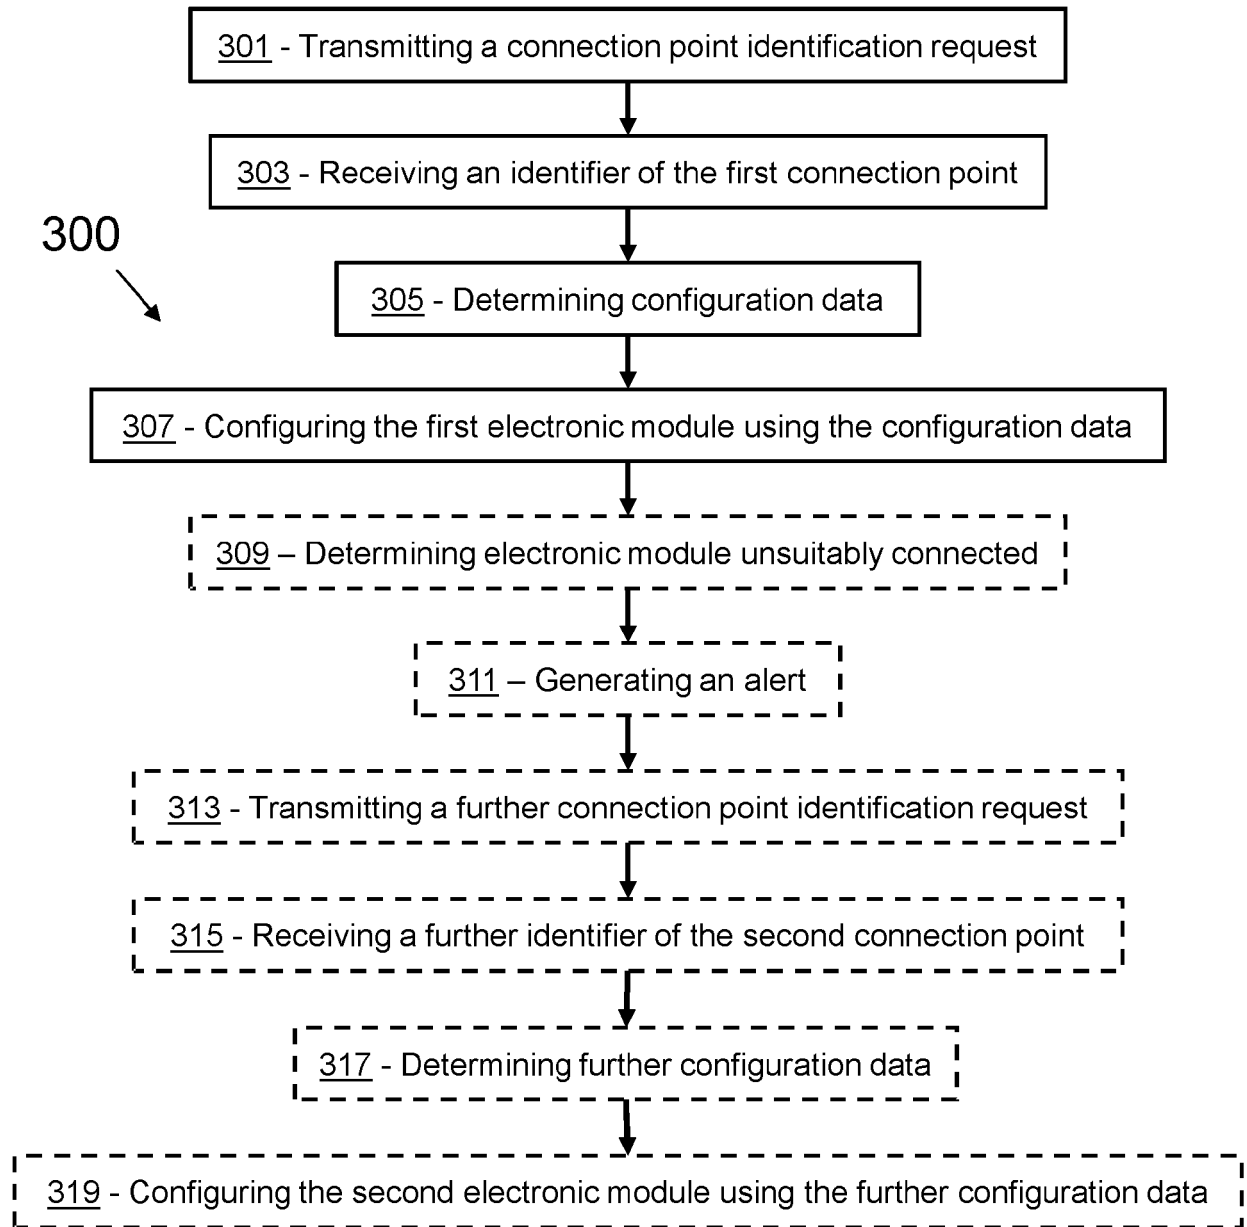 301 - Transmitting a connection point identification request
303 - Receiving an identifier of the first connection point
300
305 - Determining configuration data
307 - Configuring the first electronic module using the configuration data
309 – Determining electronic module unsuitably connected
311 – Generating an alert
313 - Transmitting a further connection point identification request
315 - Receiving a further identifier of the second connection point
317 - Determining further configuration data
319 - Configuring the second electronic module using the further configuration data